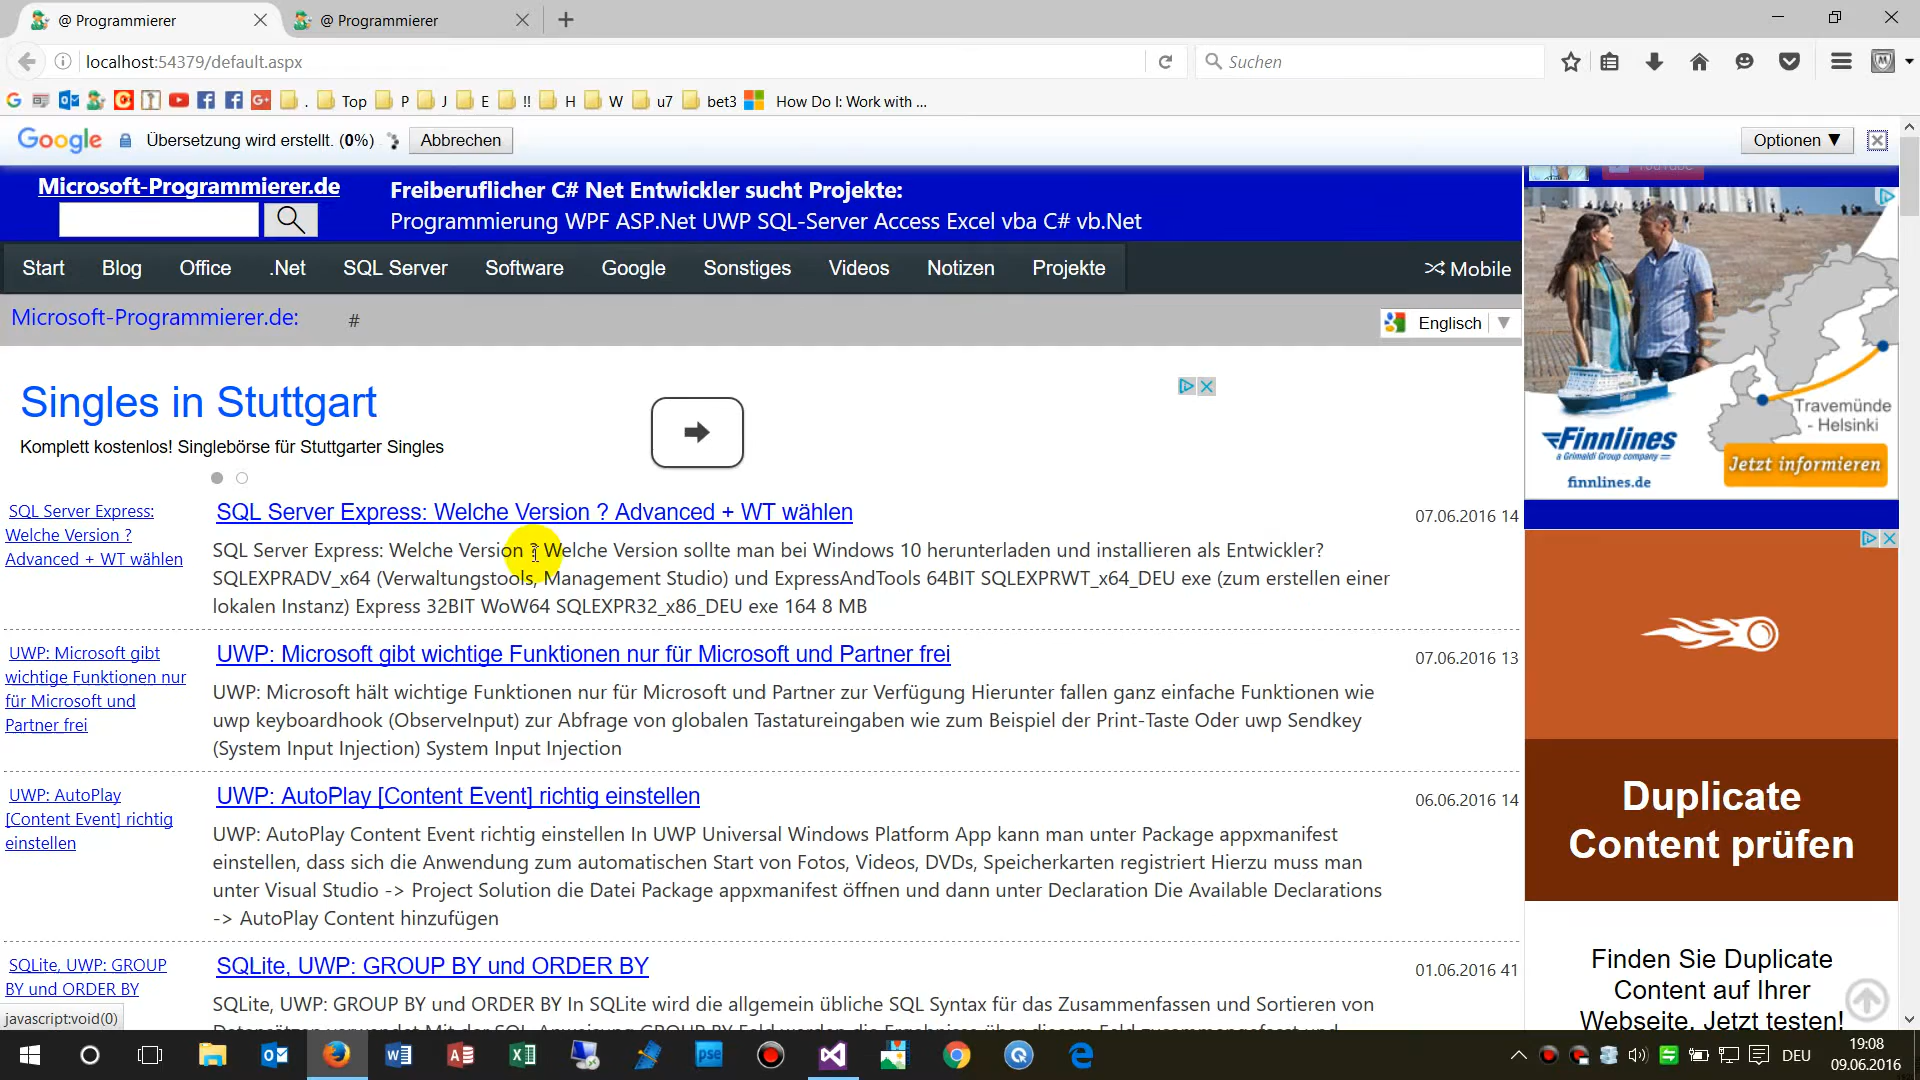 @ Programmierer
@ Programmierer
localhost:54379/default.aspx
Suchen
.
Top
P
J
E
!!
H
W
u7
bet3
How Do I: Work with ...
Google
Übersetzung wird erstellt. (0%)
Abbrechen
Optionen ▼
Microsoft-Programmierer.de
Freiberuflicher C# Net Entwickler sucht Projekte:
Programmierung WPF ASP.Net UWP SQL-Server Access Excel vba C# vb.Net
YouTube
Start
Blog
Office
.Net
SQL Server
Software
Google
Sonstiges
Videos
Notizen
Projekte
Mobile
Microsoft-Programmierer.de:
#
Englisch
▼
Singles in Stuttgart
Komplett kostenlos! Singlebörse für Stuttgarter Singles
SQL Server Express:
Welche Version ?
Advanced + WT wählen
SQL Server Express: Welche Version ? Advanced + WT wählen
07.06.2016 14
SQL Server Express: Welche Version ? Welche Version sollte man bei Windows 10 herunterladen und installieren als Entwickler?
SQLEXPRADV_x64 (Verwaltungstools, Management Studio) und ExpressAndTools 64BIT SQLEXPRWT_x64_DEU exe (zum erstellen einer
lokalen Instanz) Express 32BIT WoW64 SQLEXPR32_x86_DEU exe 164 8 MB
UWP: Microsoft gibt
wichtige Funktionen nur
für Microsoft und
Partner frei
UWP: Microsoft gibt wichtige Funktionen nur für Microsoft und Partner frei
07.06.2016 13
UWP: Microsoft hält wichtige Funktionen nur für Microsoft und Partner zur Verfügung Hierunter fallen ganz einfache Funktionen wie
uwp keyboardhook (ObserveInput) zur Abfrage von globalen Tastatureingaben wie zum Beispiel der Print-Taste Oder uwp Sendkey
(System Input Injection) System Input Injection
UWP: AutoPlay
[Content Event] richtig
einstellen
UWP: AutoPlay [Content Event] richtig einstellen
06.06.2016 14
UWP: AutoPlay Content Event richtig einstellen In UWP Universal Windows Platform App kann man unter Package appxmanifest
einstellen, dass sich die Anwendung zum automatischen Start von Fotos, Videos, DVDs, Speicherkarten registriert Hierzu muss man
unter Visual Studio -> Project Solution die Datei Package appxmanifest öffnen und dann unter Declaration Die Available Declarations
-> AutoPlay Content hinzufügen
SQLite, UWP: GROUP
BY und ORDER BY
SQLite, UWP: GROUP BY und ORDER BY
01.06.2016 41
SQLite, UWP: GROUP BY und ORDER BY In SQLite wird die allgemein übliche SQL Syntax für das Zusammenfassen und Sortieren von
javascript:void(0)
Travemünde
- Helsinki
Finnlines
a Grimaldi Group company
finnlines.de
Jetzt informieren
Duplicate
Content prüfen
Finden Sie Duplicate
Content auf Ihrer
Webseite. Jetzt testen!
DEU
19:08
09.06.2016